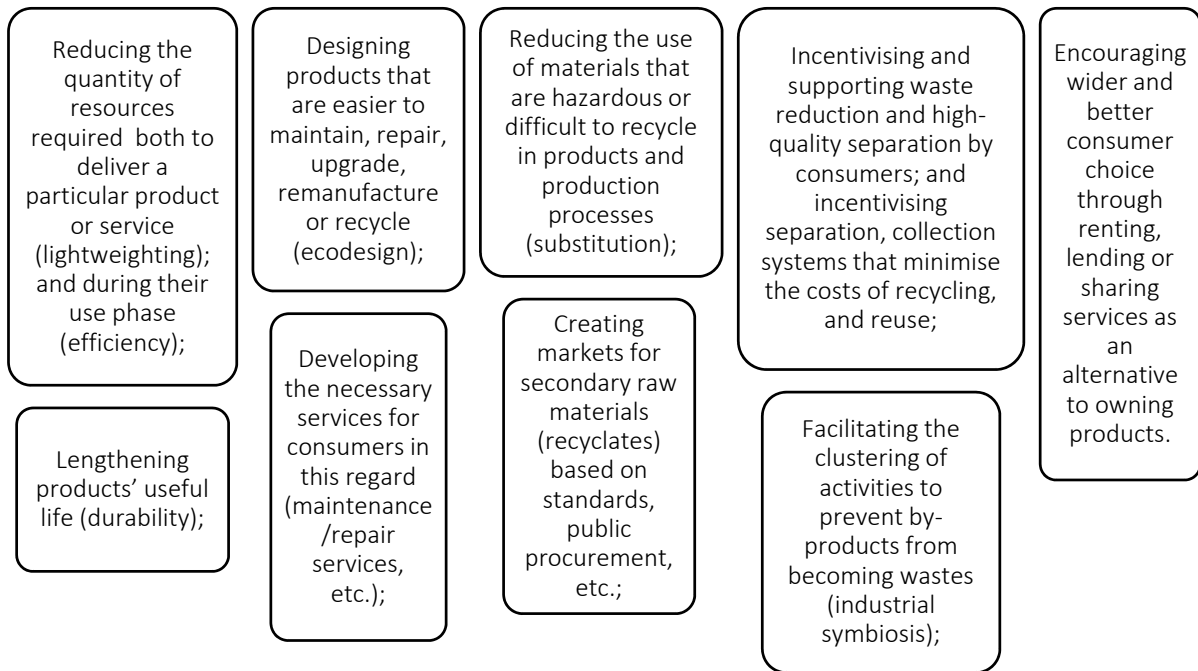 Reducing the
quantity of
resources
required  both to
deliver a
particular product
or service
(lightweighting);
and during their
use phase
(efficiency);
Lengthening
products’ useful
life (durability);
Designing
products that
are easier to
maintain, repair,
upgrade,
remanufacture
or recycle
(ecodesign);
Developing
the necessary
services for
consumers in
this regard
(maintenance
/repair
services,
etc.);
Reducing the use
of materials that
are hazardous or
difficult to recycle
in products and
production
processes
(substitution);
Creating
markets for
secondary raw
materials
(recyclates)
based on
standards,
public
procurement,
etc.;
Incentivising and
supporting waste
reduction and high-
quality separation by
consumers; and
incentivising
separation, collection
systems that minimise
the costs of recycling,
and reuse;
Facilitating the
clustering of
activities to
prevent by-
products from
becoming wastes
(industrial
symbiosis);
Encouraging
wider and
better
consumer
choice
through
renting,
lending or
sharing
services as
an
alternative
to owning
products.